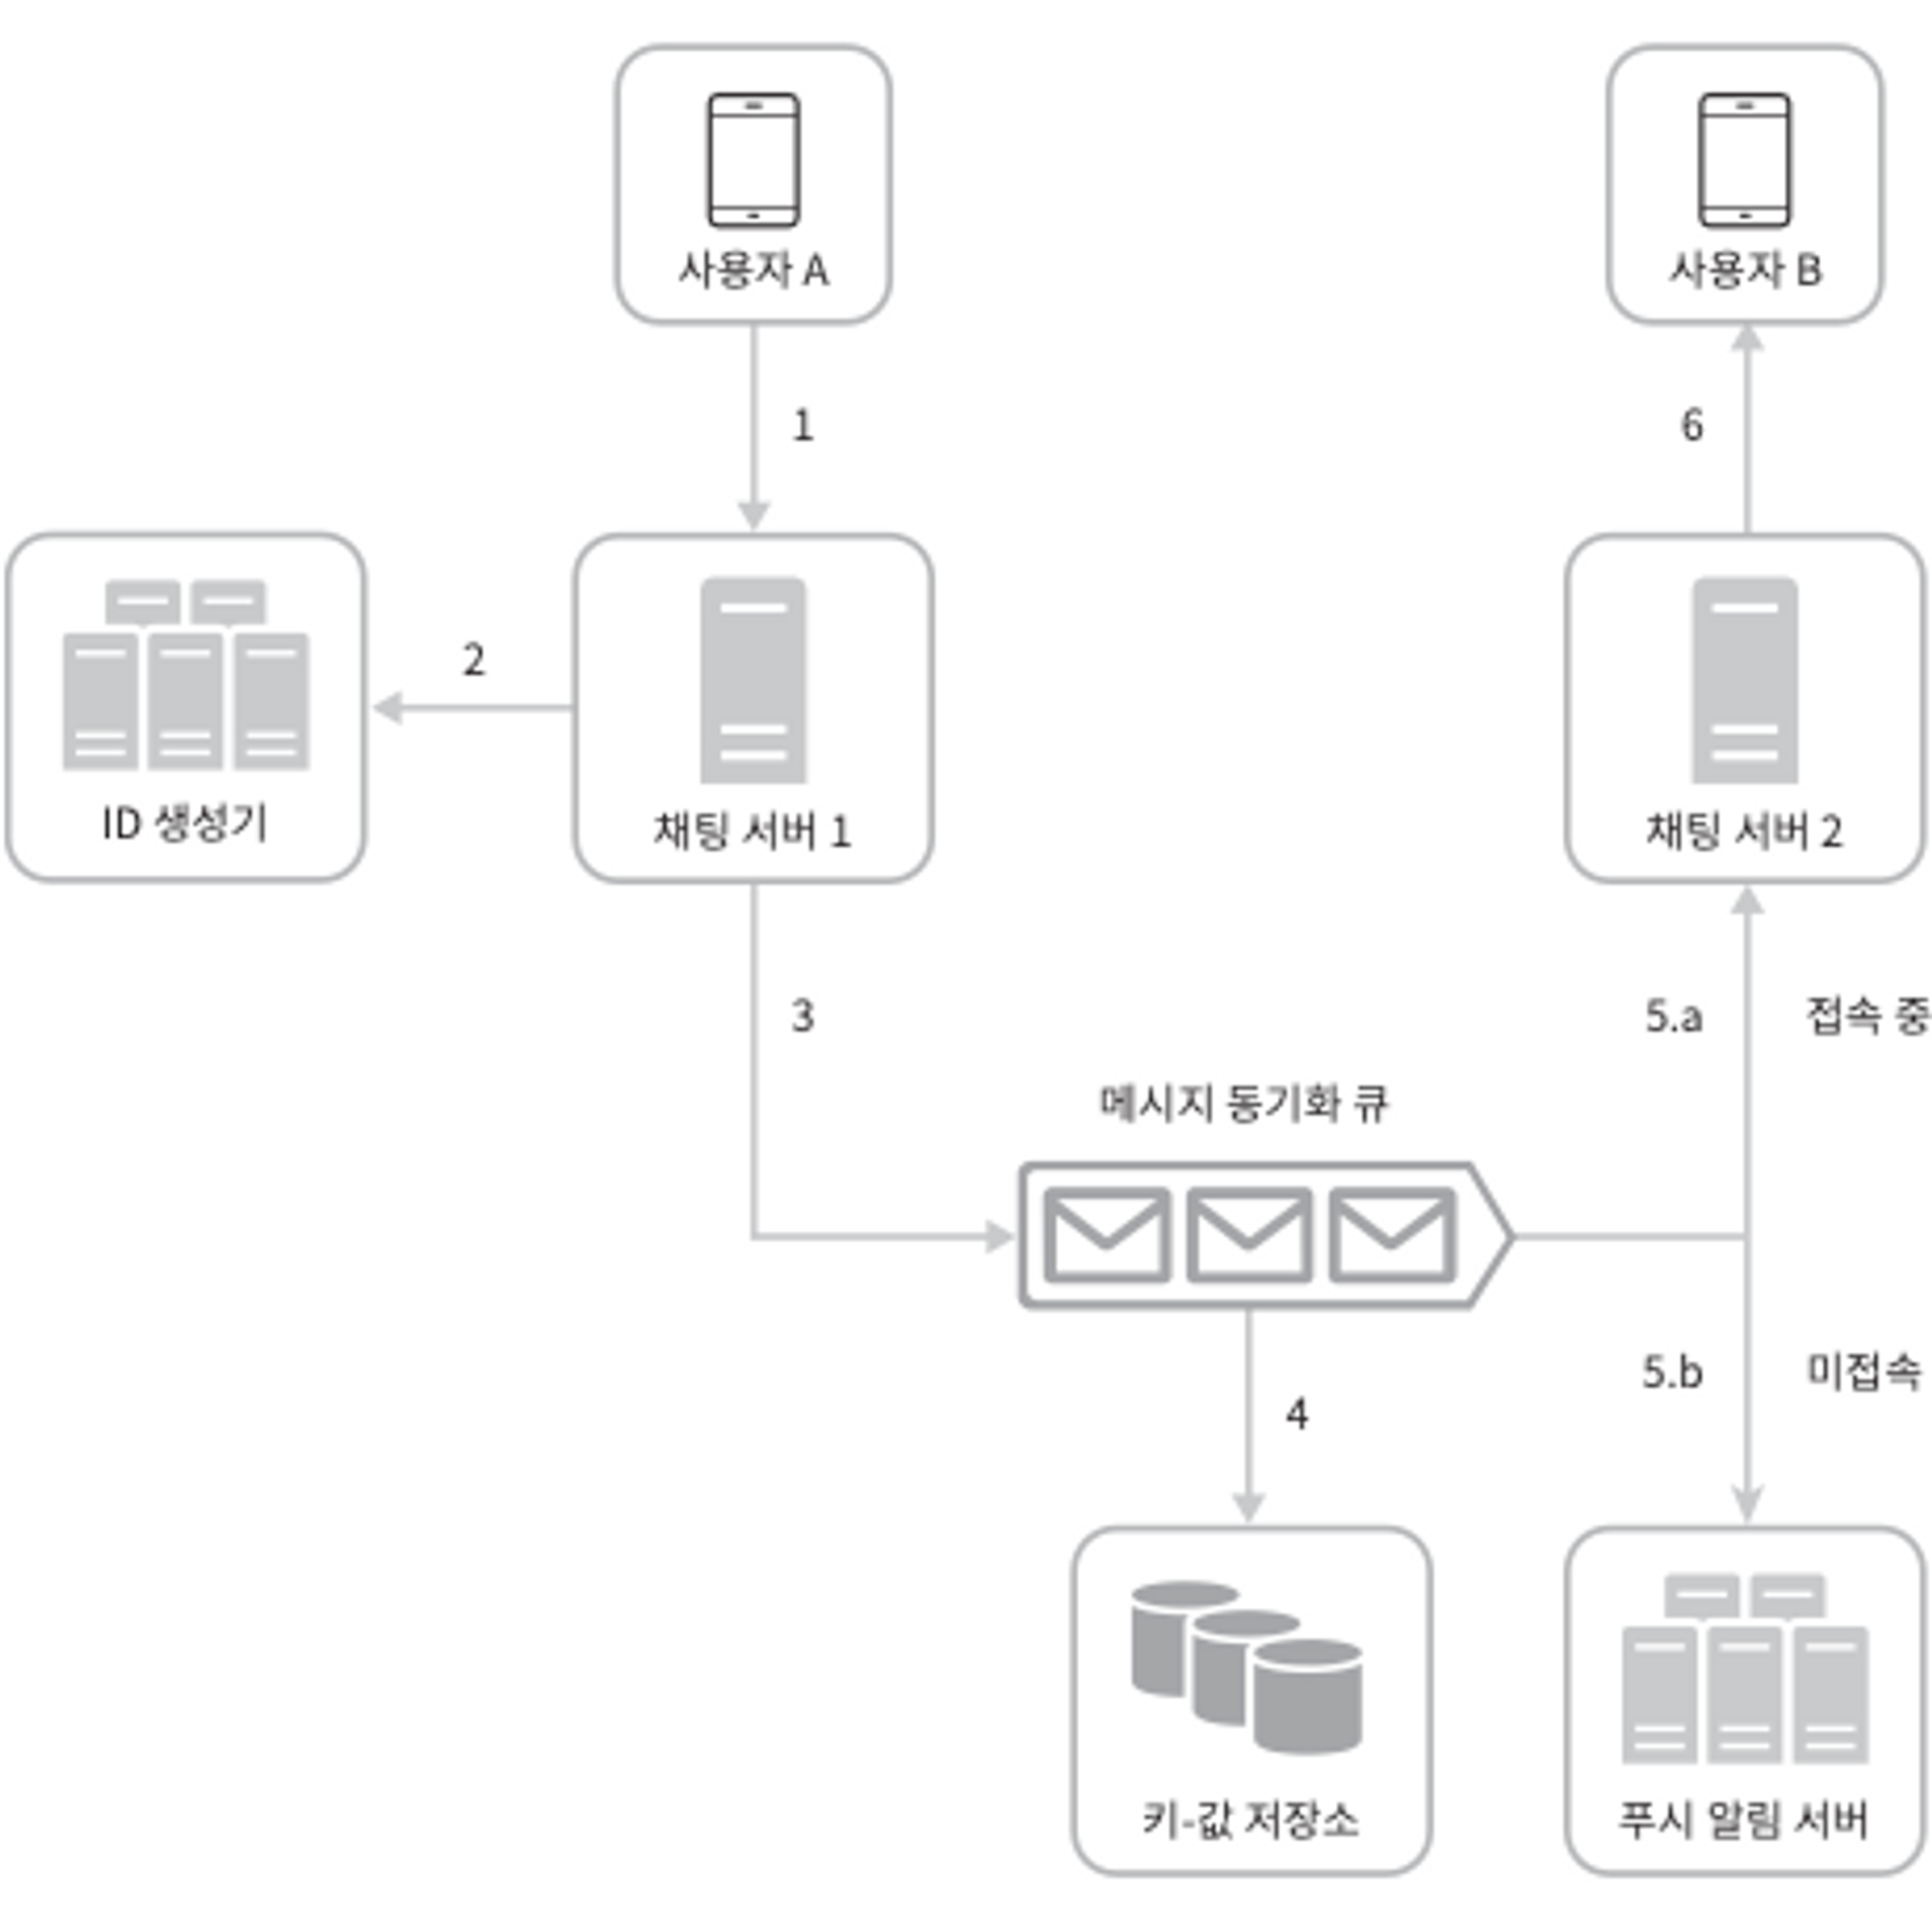 사용자 A
사용자 B
1
6
2
ID 생성기
채팅 서버 1
채팅 서버 2
3
5.a
접속 중
메시지 동기화 큐
5.b
미접속
4
키-값 저장소
푸시 알림 서버